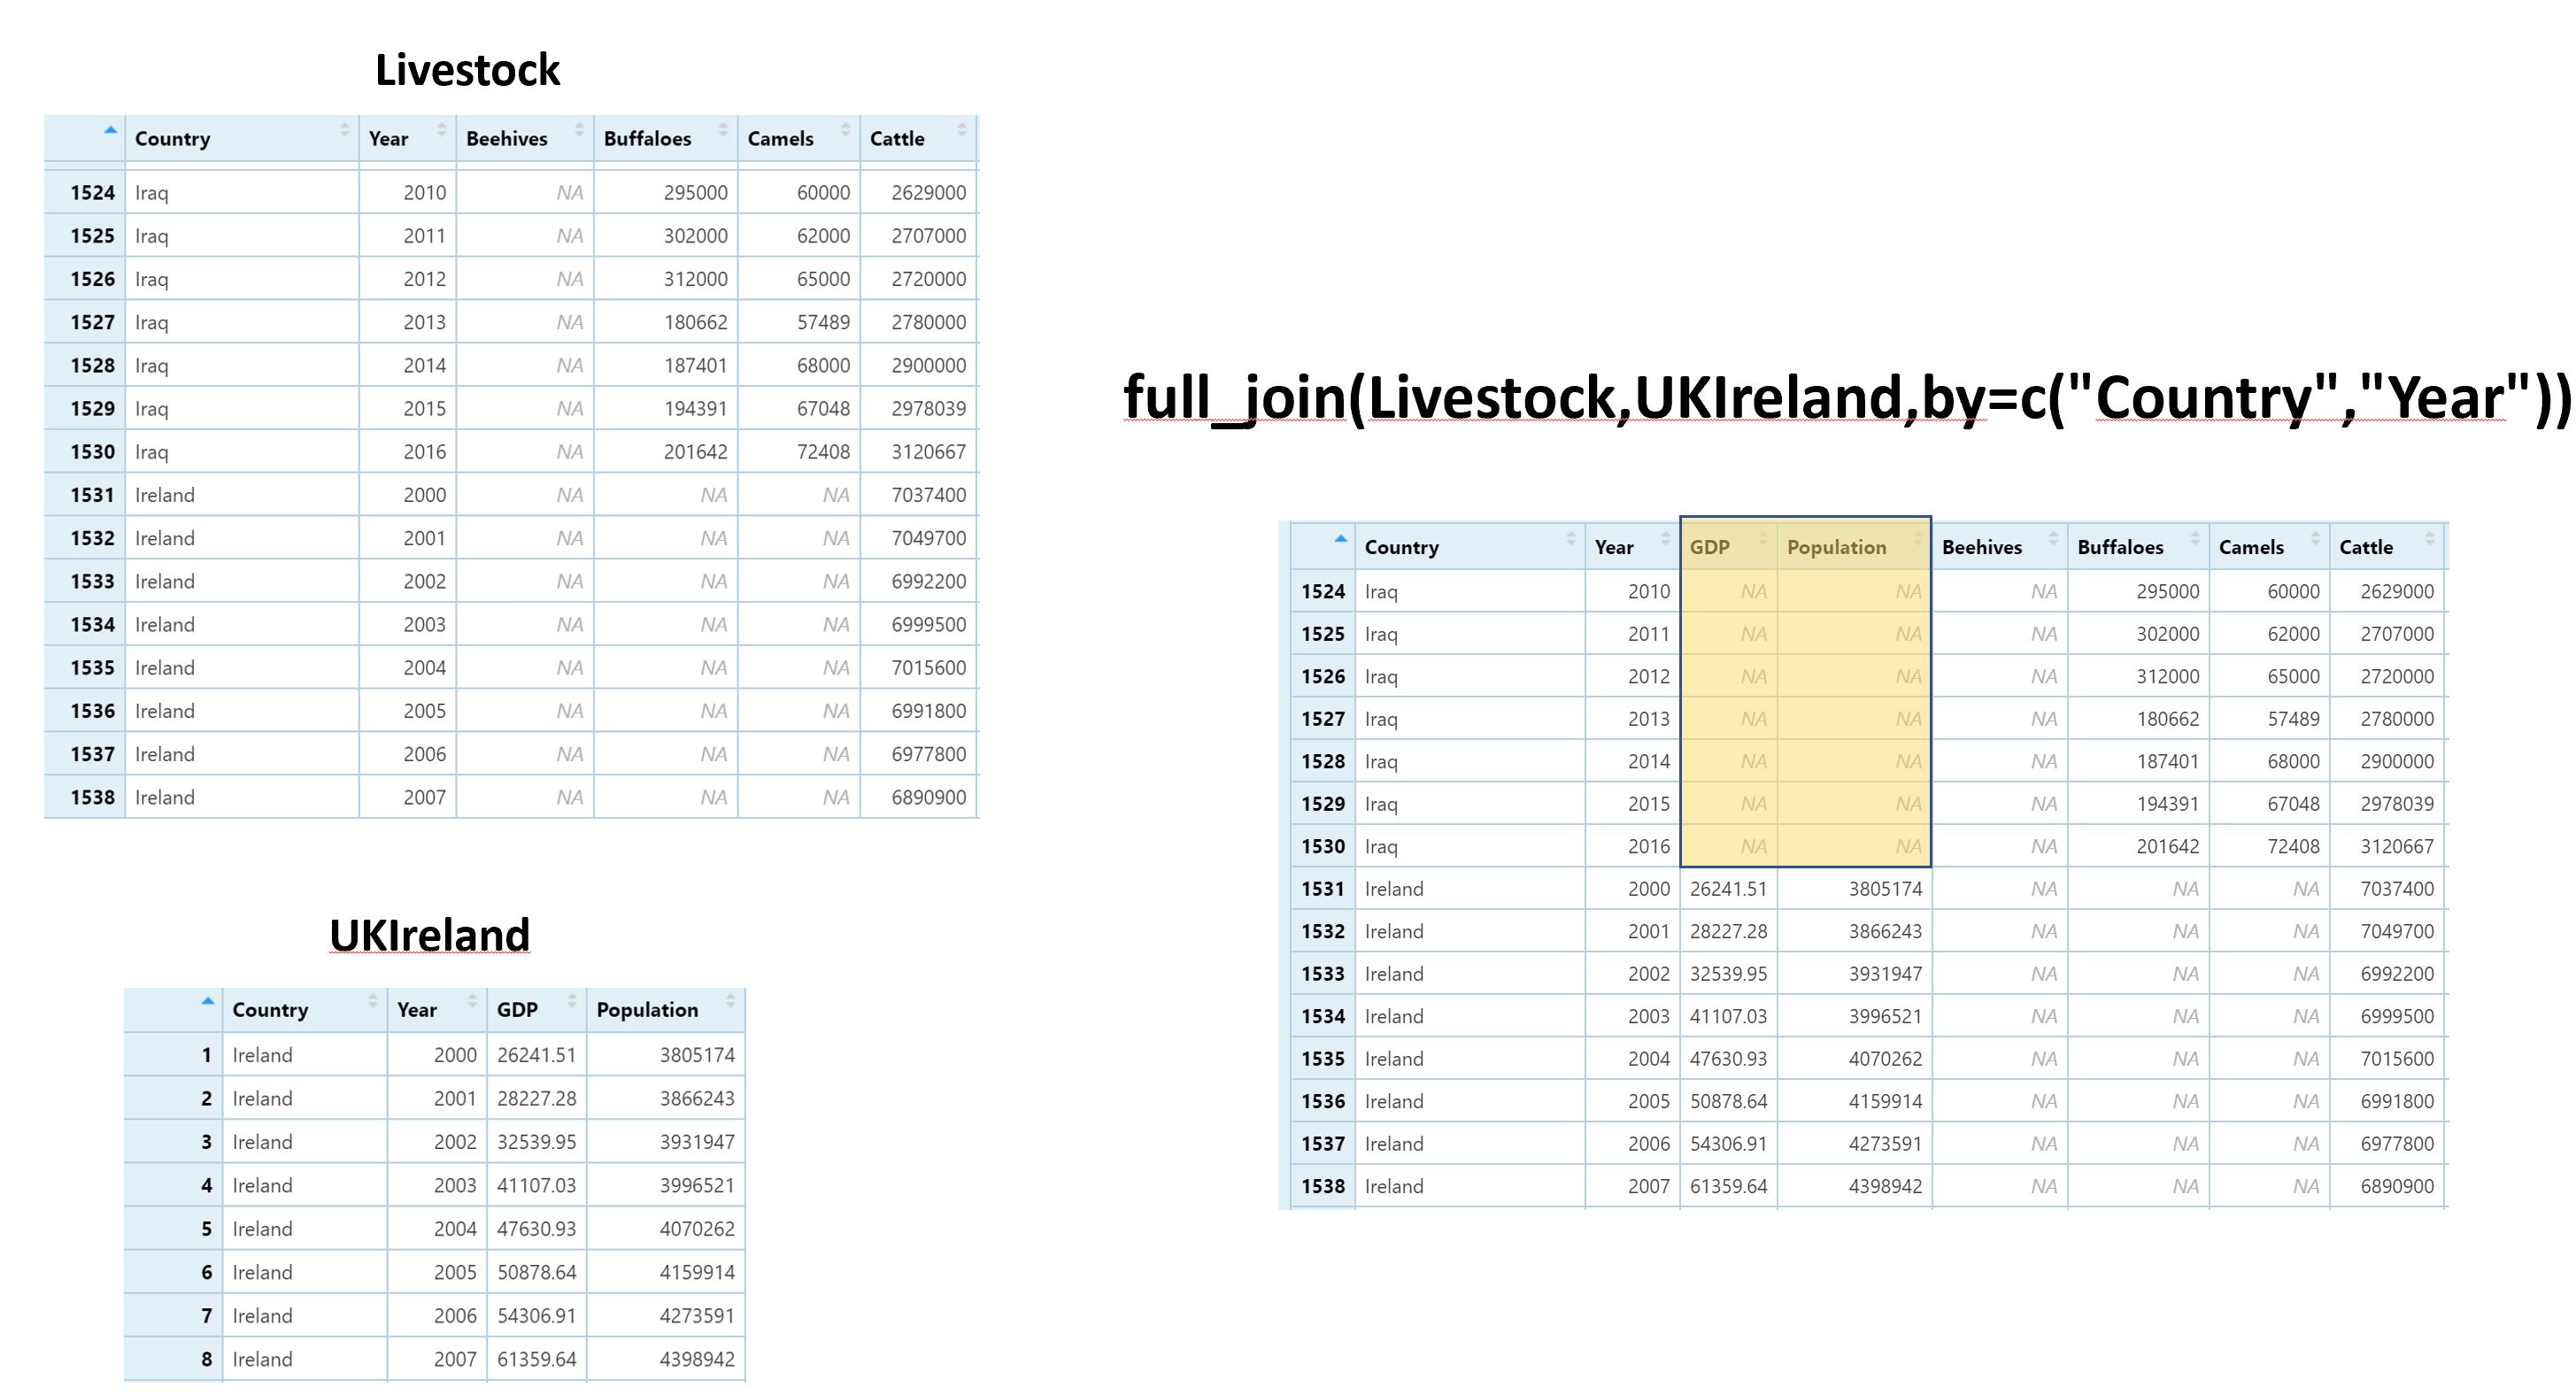 Livestock
Country Year Beehives Buffaloes Camels Cattle
1524 Iraq 2010 NA 295000 60000 2629000
1525 Iraq 2011 NA 302000 62000 2707000
1526 Iraq 2012 NA 312000 65000 2720000
1527 Iraq 2013 NA 180662 57489 2780000
1528 Iraq 2014 NA 187401 68000 2900000
1529 Iraq 2015 NA 194391 67048 2978039
1530 Iraq 2016 NA 201642 72408 3120667
1531 Ireland 2000 NA NA NA 7037400
1532 Ireland 2001 NA NA NA 7049700
1533 Ireland 2002 NA NA NA 6992200
1534 Ireland 2003 NA NA NA 6999500
1535 Ireland 2004 NA NA NA 7015600
1536 Ireland 2005 NA NA NA 6991800
1537 Ireland 2006 NA NA NA 6977800
1538 Ireland 2007 NA NA NA 6890900
UKIreland
Country Year GDP Population
1 Ireland 2000 26241.51 3805174
2 Ireland 2001 28227.28 3866243
3 Ireland 2002 32539.95 3931947
4 Ireland 2003 41107.03 3996521
5 Ireland 2004 47630.93 4070262
6 Ireland 2005 50878.64 4159914
7 Ireland 2006 54306.91 4273591
8 Ireland 2007 61359.64 4398942
full_join(Livestock,UKIreland,by=c("Country","Year"))
Country Year GDP Population Beehives Buffaloes Camels Cattle
1524 Iraq 2010 NA NA NA 295000 60000 2629000
1525 Iraq 2011 NA NA NA 302000 62000 2707000
1526 Iraq 2012 NA NA NA 312000 65000 2720000
1527 Iraq 2013 NA NA NA 180662 57489 2780000
1528 Iraq 2014 NA NA NA 187401 68000 2900000
1529 Iraq 2015 NA NA NA 194391 67048 2978039
1530 Iraq 2016 NA NA NA 201642 72408 3120667
1531 Ireland 2000 26241.51 3805174 NA NA NA 7037400
1532 Ireland 2001 28227.28 3866243 NA NA NA 7049700
1533 Ireland 2002 32539.95 3931947 NA NA NA 6992200
1534 Ireland 2003 41107.03 3996521 NA NA NA 6999500
1535 Ireland 2004 47630.93 4070262 NA NA NA 7015600
1536 Ireland 2005 50878.64 4159914 NA NA NA 6991800
1537 Ireland 2006 54306.91 4273591 NA NA NA 6977800
1538 Ireland 2007 61359.64 4398942 NA NA NA 6890900